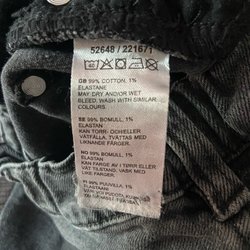 52648 / 221671
GB 99% COTTON, 1%
ELASTANE
MAY DRY AND/OR WET
BLEED. WASH WITH SIMILAR
COLOURS.
SE 99% BOMULL, 1%
ELASTAN
KAN TORR- OCH/ELLER
VÅTFÄLLA. TVÄTTAS MED
LIKNANDE FÄRGER.
NO 99% BOMULL, 1%
ELASTAN
KAN FARGE AV I TØRR ELLER
VÅT TILSTAND. VASK MED
LIKE FARGER.
FI 99% PUUVILLA, 1%